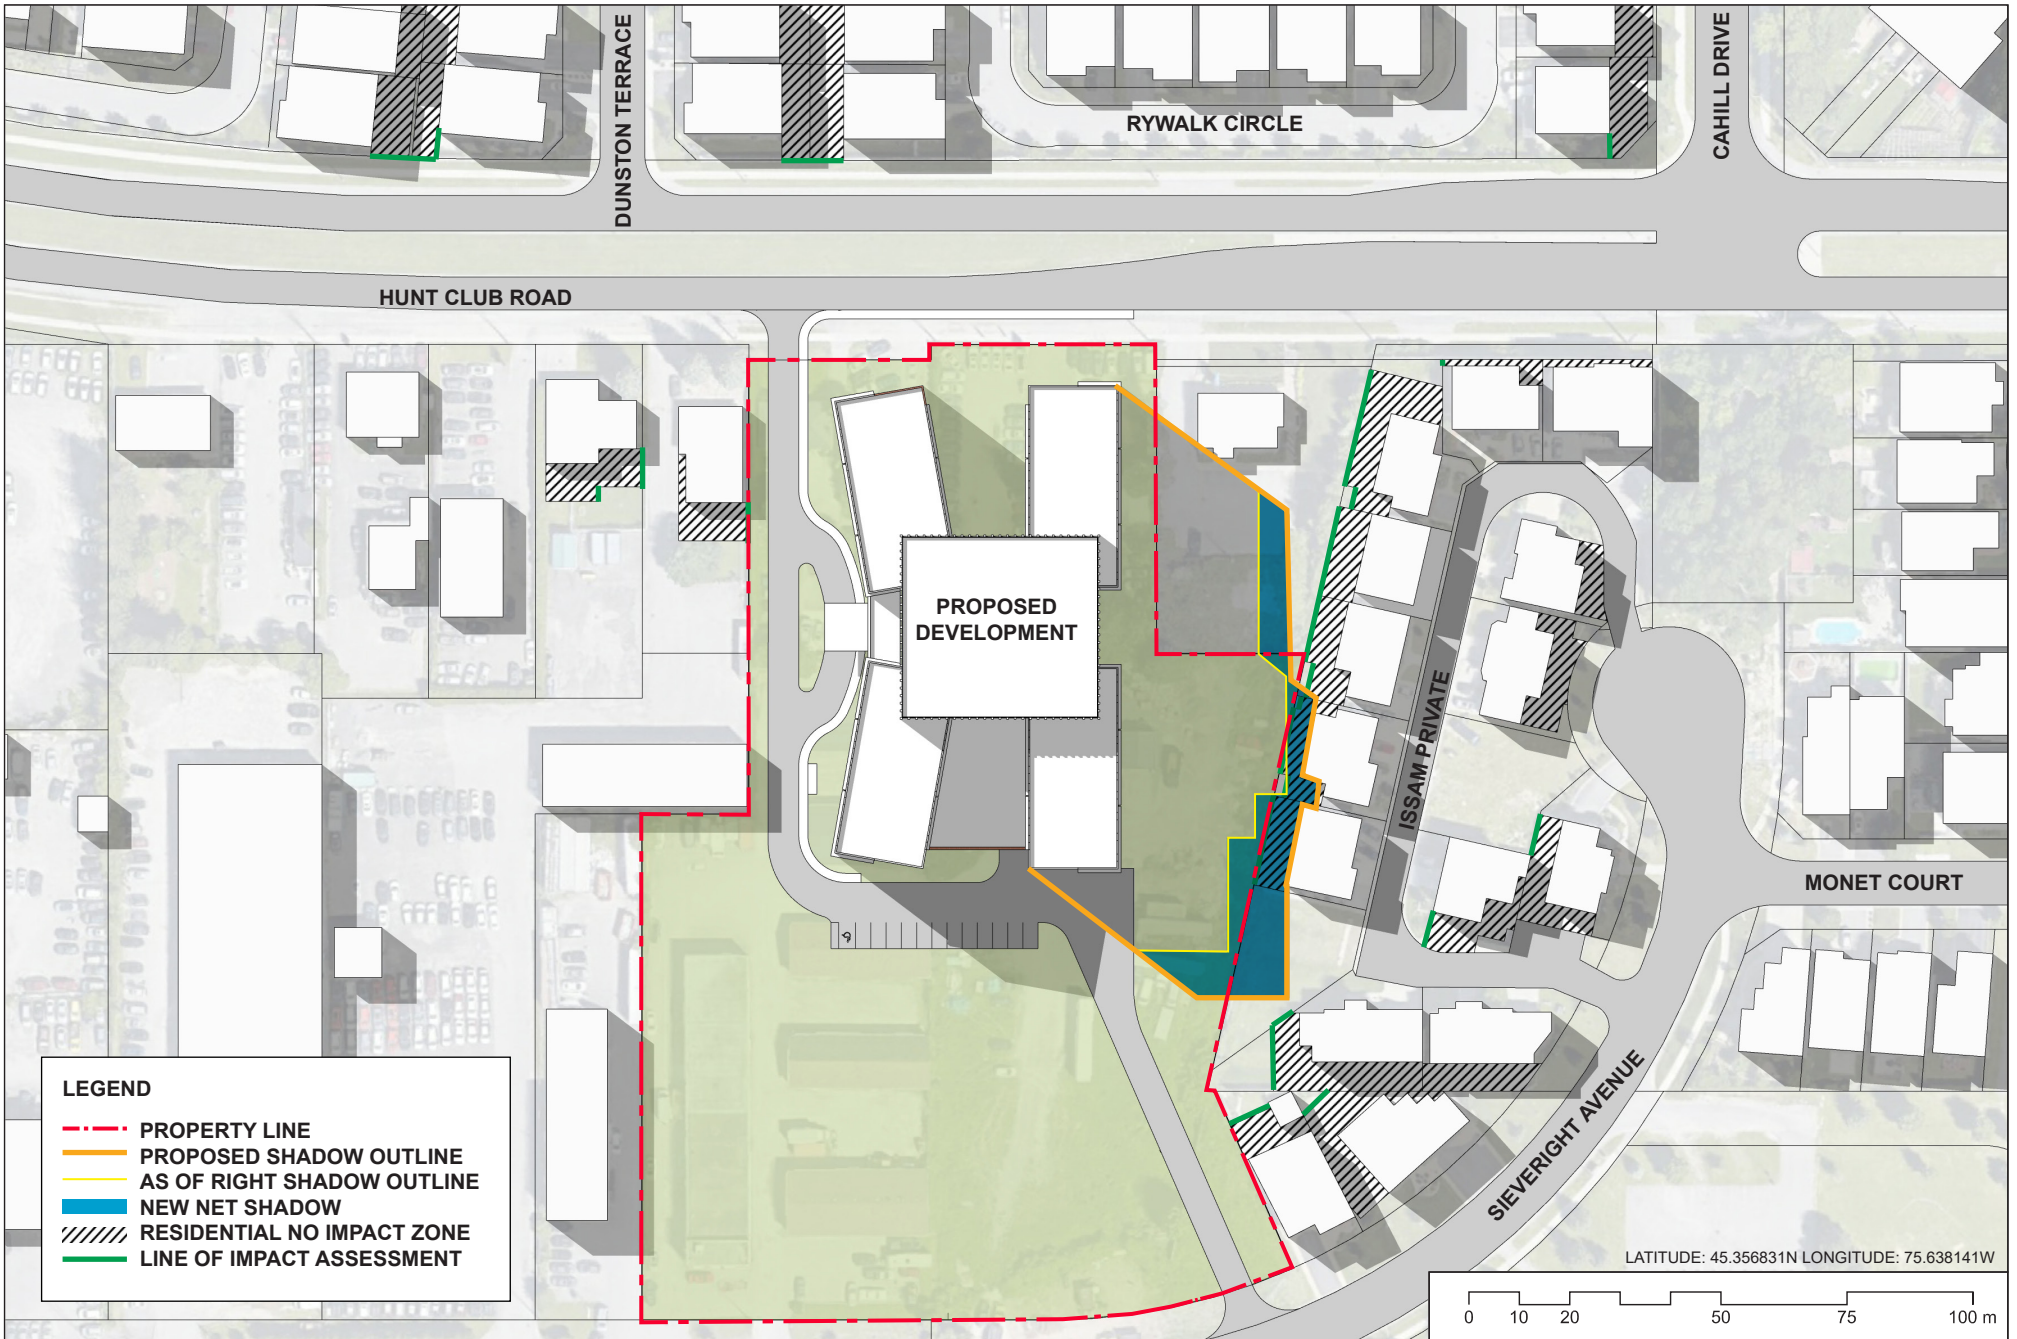 DUNSTON TERRACE
CAHILL DRIVE
RYWALK CIRCLE
HUNT CLUB ROAD
PROPOSED
DEVELOPMENT
ISSAM PRIVATE
MONET COURT
SIEVERIGHT AVENUE
LEGEND
PROPERTY LINE
PROPOSED SHADOW OUTLINE
AS OF RIGHT SHADOW OUTLINE
NEW NET SHADOW
RESIDENTIAL NO IMPACT ZONE
LINE OF IMPACT ASSESSMENT
LATITUDE: 45.356831N LONGITUDE: 75.638141W
0 10 20 50 75 100 m